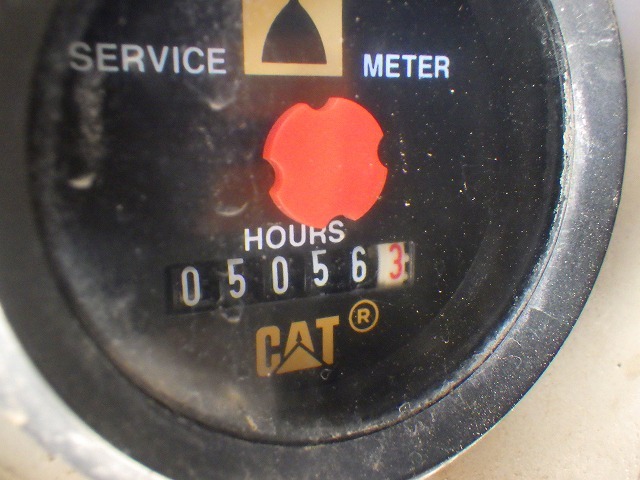 SERVICE METER
HOURS
050563
CAT®